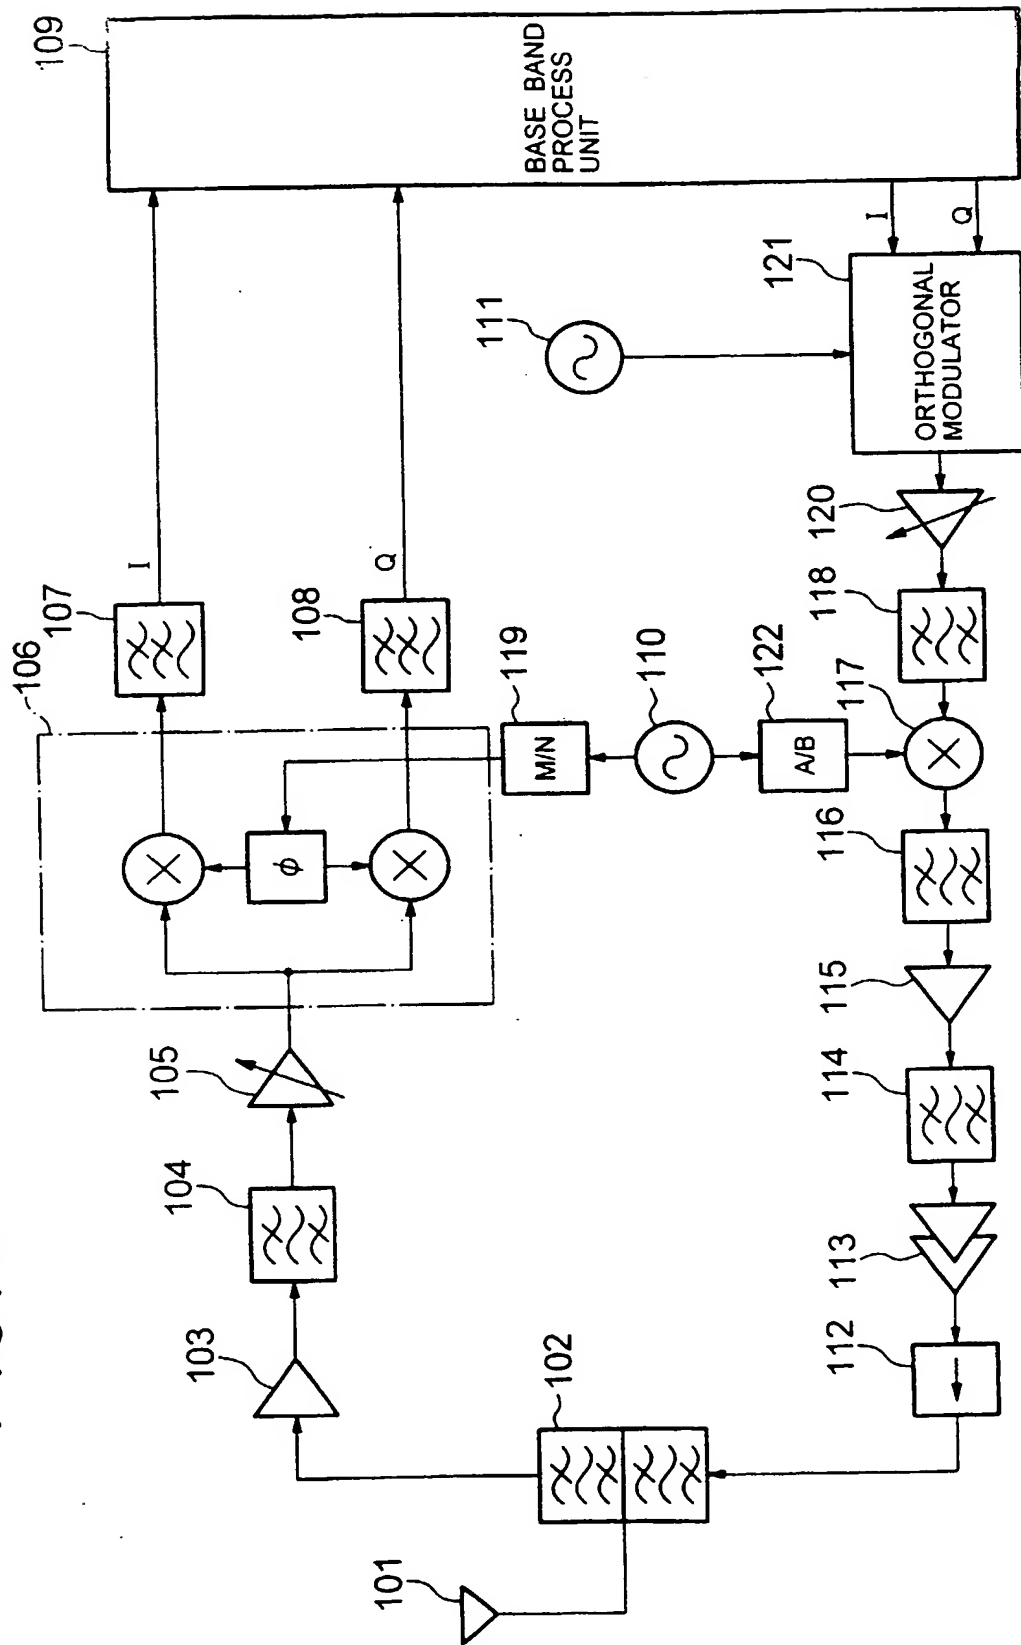 109
BASE BAND
PROCESS
UNIT
106
107
I
108
Q
I
Q
111
121
ORTHOGONAL
MODULATOR
105
104
103
102
101
119
M/N
110
122
A/B
120
118
117
116
115
114
113
112
ϕ